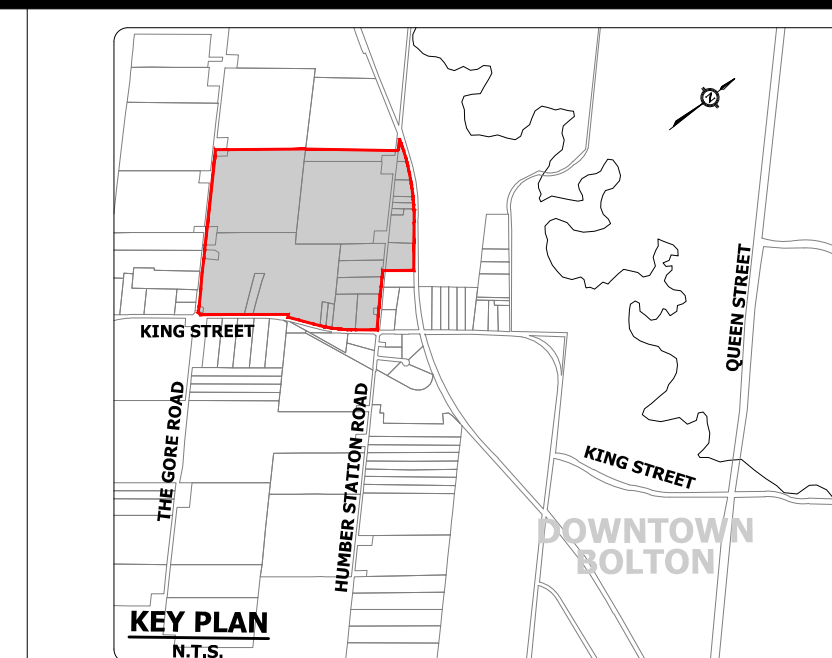 N
QUEEN STREET
KING STREET
THE GORE ROAD
HUMBER STATION ROAD
KING STREET
DOWNTOWN
BOLTON
KEY PLAN
N.T.S.